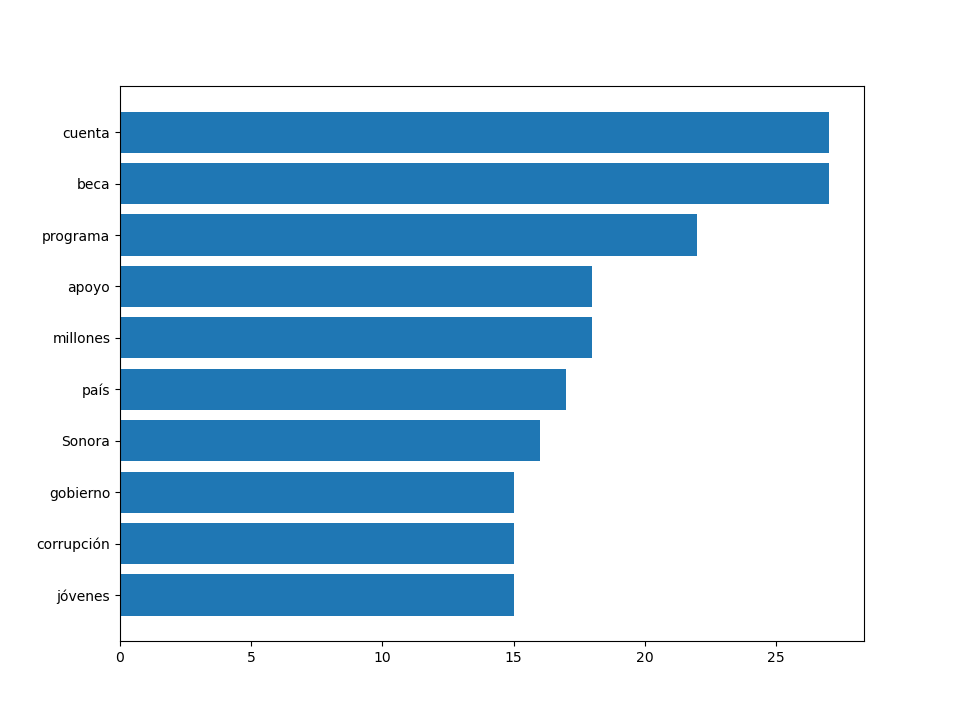 cuenta
beca
programa
apoyo
millones
país
Sonora
gobierno
corrupción
jóvenes
0 5 10 15 20 25